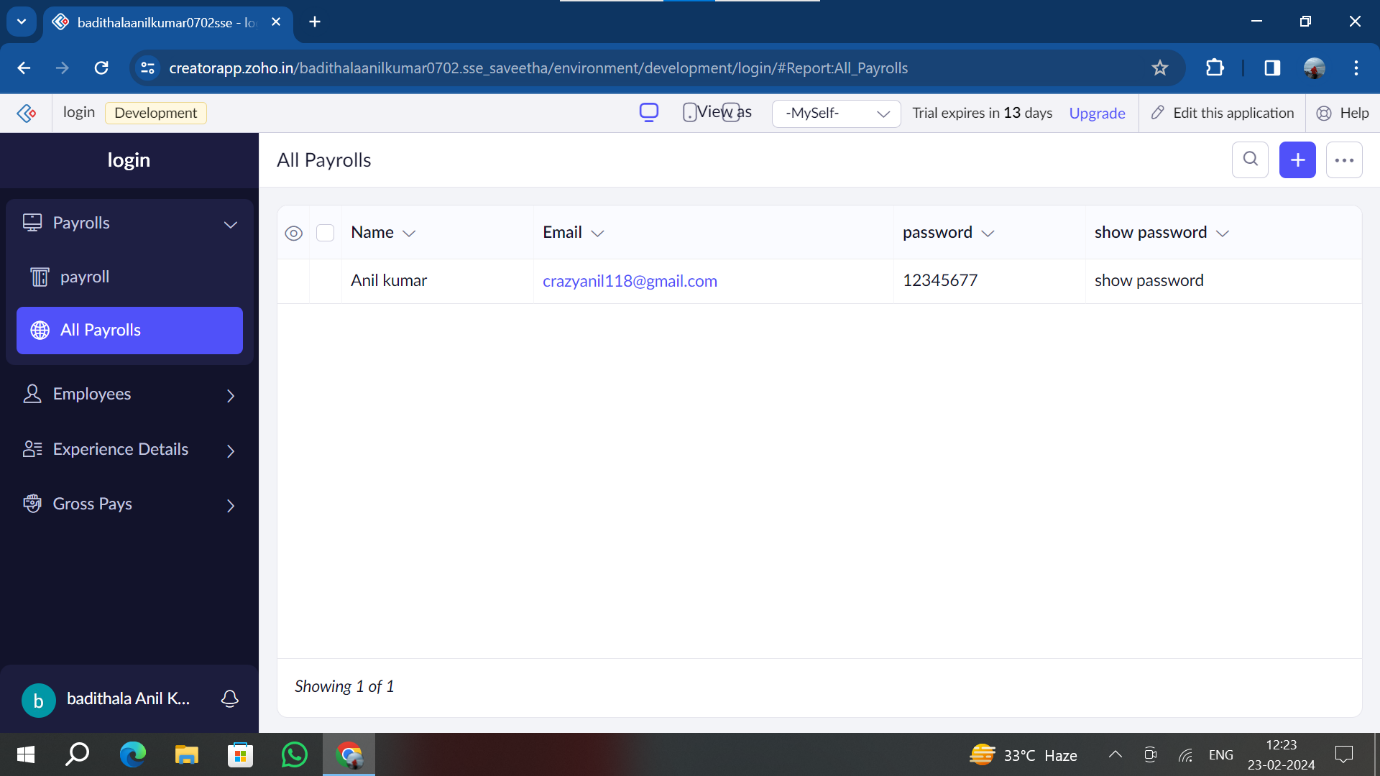 badithalaanilkumar0702sse - lo
creatorapp.zoho.in/badithalaanilkumar0702.sse_saveetha/environment/development/login/#Report:All_Payrolls
login Development View as -MySelf- Trial expires in 13 days Upgrade Edit this application Help
login
All Payrolls
Payrolls
payroll
All Payrolls
Employees
Experience Details
Gross Pays
Name Email password show password
Anil kumar crazyanil118@gmail.com 12345677 show password
Showing 1 of 1
b badithala Anil K...
33°C Haze ENG
12:23
23-02-2024